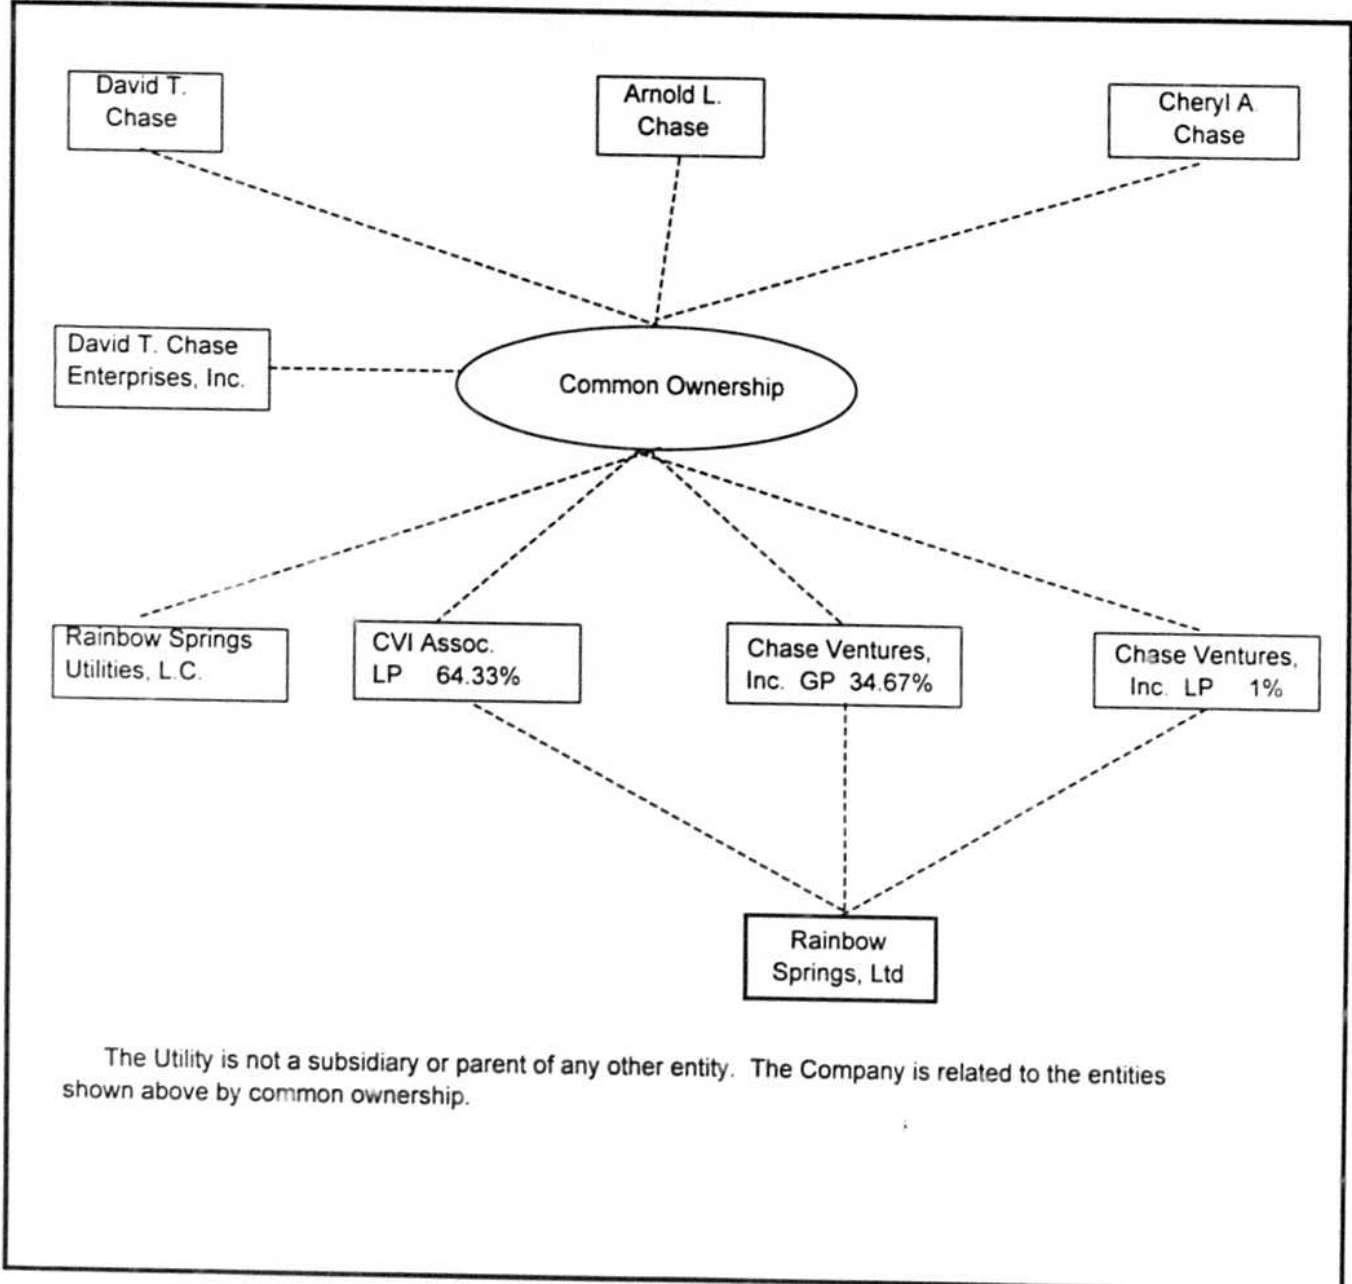 David T.
Chase
Arnold L.
Chase
Cheryl A.
Chase
David T. Chase
Enterprises, Inc.
Common Ownership
Rainbow Springs
Utilities, L.C.
CVI Assoc.
LP 64.33%
Chase Ventures,
Inc. GP 34.67%
Chase Ventures,
Inc. LP 1%
Rainbow
Springs, Ltd
The Utility is not a subsidiary or parent of any other entity. The Company is related to the entities
shown above by common ownership.